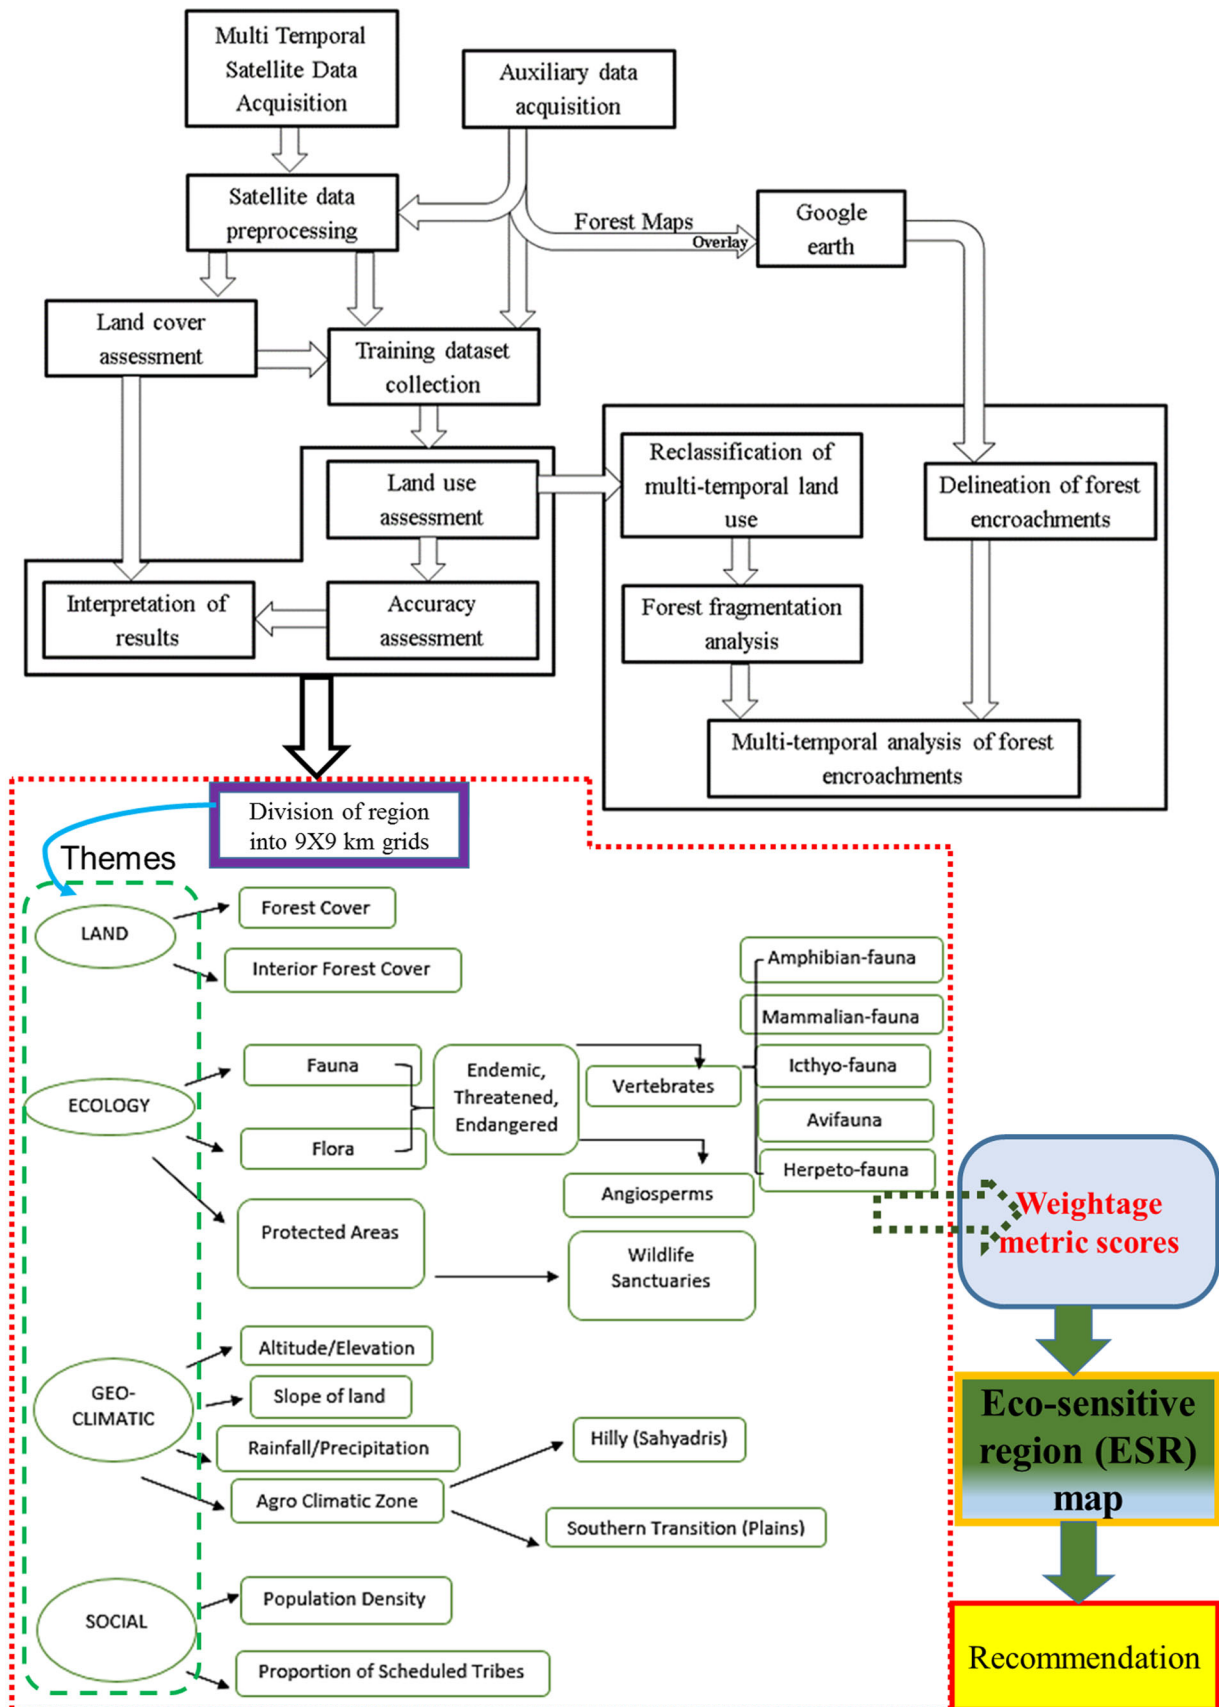 Multi Temporal
Satellite Data
Acquisition
Auxiliary data
acquisition
Satellite data
preprocessing
Forest Maps
Overlay
Google
earth
Land cover
assessment
Training dataset
collection
Land use
assessment
Reclassification of
multi-temporal land
use
Delineation of forest
encroachments
Interpretation of
results
Accuracy
assessment
Forest fragmentation
analysis
Multi-temporal analysis of forest
encroachments
Division of region
into 9X9 km grids
Themes
LAND
Forest Cover
Interior Forest Cover
ECOLOGY
Fauna
Flora
Endemic,
Threatened,
Endangered
Vertebrates
Angiosperms
Amphibian-fauna
Mammalian-fauna
Icthyo-fauna
Avifauna
Herpeto-fauna
Protected Areas
Wildlife
Sanctuaries
Weightage
metric scores
GEO-
CLIMATIC
Altitude/Elevation
Slope of land
Rainfall/Precipitation
Agro Climatic Zone
Hilly (Sahyadris)
Southern Transition (Plains)
Eco-sensitive
region (ESR)
map
SOCIAL
Population Density
Proportion of Scheduled Tribes
Recommendation